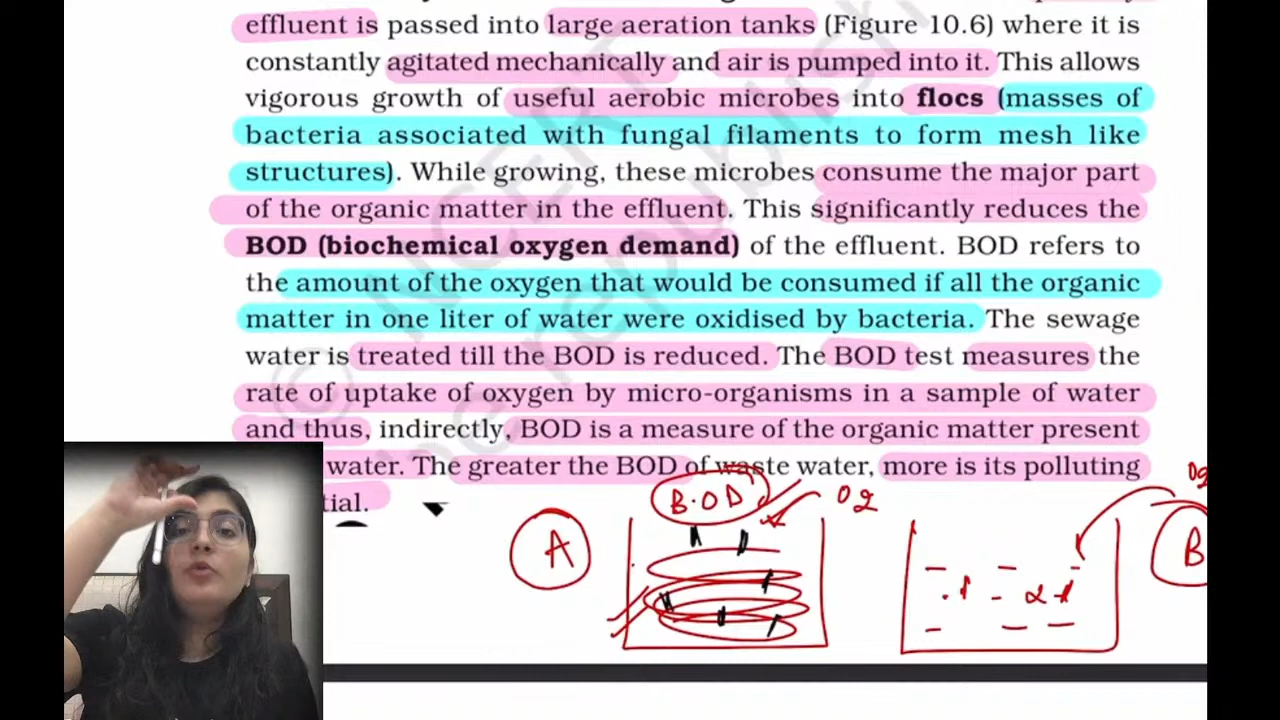 effluent is passed into large aeration tanks (Figure 10.6) where it is
constantly agitated mechanically and air is pumped into it. This allows
vigorous growth of useful aerobic microbes into flocs (masses of
bacteria associated with fungal filaments to form mesh like
structures). While growing, these microbes consume the major part
of the organic matter in the effluent. This significantly reduces the
BOD (biochemical oxygen demand) of the effluent. BOD refers to
the amount of the oxygen that would be consumed if all the organic
matter in one liter of water were oxidised by bacteria. The sewage
water is treated till the BOD is reduced. The BOD test measures the
rate of uptake of oxygen by micro-organisms in a sample of water
and thus, indirectly, BOD is a measure of the organic matter present
water. The greater the BOD of waste water, more is its polluting
tial.
© NCERT
republish
A
B.O.D
O2
O2
B